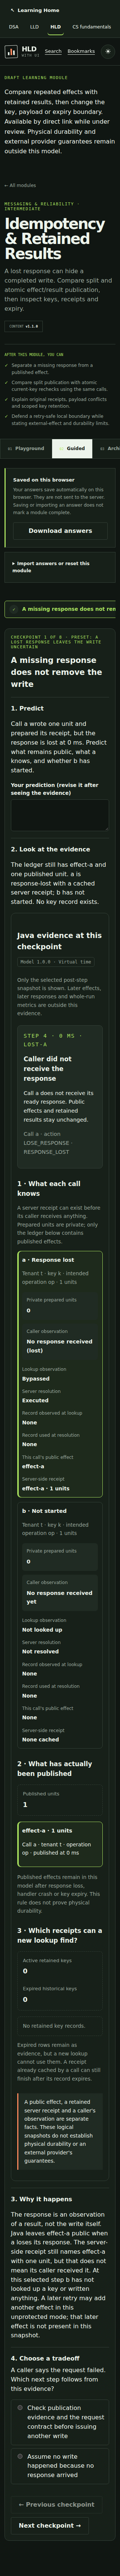 ↖ Learning Home
DSA LLD HLD CS fundamentals
HLD
WITH VI
Search Bookmarks
DRAFT LEARNING MODULE
Compare repeated effects with
retained results, then change the
key, payload or expiry boundary.
Available by direct link while under
review. Physical durability and
external provider guarantees remain
outside this model.
← All modules
MESSAGING & RELIABILITY ·
INTERMEDIATE
Idempotency
& Retained
Results
A lost response can hide a
completed write. Compare split and
atomic effect/result publication,
then inspect keys, receipts and
expiry.
CONTENT v1.1.0
AFTER THIS MODULE, YOU CAN
✓ Separate a missing response from a
published effect.
✓ Compare split publication with atomic
current-key rechecks using the same calls.
✓ Explain original receipts, payload conflicts
and scoped key retention.
✓ Defend a retry-safe local boundary while
stating external-effect and durability limits.
01 Playground
02 Guided
03 Arch
Saved on this browser
Your answers save automatically on this
browser. They are not sent to the server.
Saving or importing an answer does not
mark a module complete.
Download answers
▸ Import answers or reset this
module
A missing response does not rem
CHECKPOINT 1 OF 8 · PRESET: A
LOST RESPONSE LEAVES THE WRITE
UNCERTAIN
A missing response
does not remove the
write
1. Predict
Call a wrote one unit and
prepared its receipt, but the
response is lost at 0 ms. Predict
what remains public, what a
knows, and whether b has
started.
Your prediction (revise it after
seeing the evidence)
2. Look at the evidence
The ledger still has effect-a and
one published unit. a is
response-lost with a cached
server receipt; b has not
started. No key record exists.
Java evidence at this
checkpoint
Model 1.0.0 · Virtual time
Only the selected post-step
snapshot is shown. Later effects,
later responses and whole-run
metrics are outside this
evidence.
STEP 4 · 0 MS ·
LOST-A
Caller did not
receive the
response
Call a does not receive its
ready response. Public
effects and retained
results stay unchanged.
Call a · action
LOSE_RESPONSE ·
RESPONSE_LOST
1 · What each call
knows
A server receipt can exist before
its caller receives anything.
Prepared units are private; only
the ledger below contains
published effects.
a · Response lost
Tenant t · key k · intended
operation op · 1 units
Private prepared units
0
Caller observation
No response received
(lost)
Lookup observation
Bypassed
Server resolution
Executed
Record observed at lookup
None
Record used at resolution
None
This call's public effect
effect-a
Server-side receipt
effect-a · 1 units
b · Not started
Tenant t · key k · intended
operation op · 1 units
Private prepared units
0
Caller observation
No response received
yet
Lookup observation
Not looked up
Server resolution
Not resolved
Record observed at lookup
None
Record used at resolution
None
This call's public effect
None
Server-side receipt
None cached
2 · What has actually
been published
Published units
1
effect-a · 1 units
Call a · tenant t · operation
op · published at 0 ms
Published effects remain in this
model after response loss,
handler crash or key expiry. This
rule does not prove physical
durability.
3 · Which receipts can a
new lookup find?
Active retained keys
0
Expired historical keys
0
No retained key records.
Expired rows remain as
evidence, but a new lookup
cannot use them. A receipt
already cached by a call can still
finish after its record expires.
A public effect, a retained
server receipt and a caller's
observation are separate
facts. These logical
snapshots do not establish
physical durability or an
external provider's
guarantees.
3. Why it happens
The response is an observation
of a result, not the write itself.
Java leaves effect-a public when
a loses its response. The server-
side receipt still names effect-a
with one unit, but that does not
mean its caller received it. At
this selected step b has not
looked up a key or written
anything. A later retry may add
another effect in this
unprotected mode; that later
effect is not present in this
snapshot.
4. Choose a tradeoff
A caller says the request failed.
Which next step follows from
this evidence?
Check publication
evidence and the request
contract before issuing
another write
Assume no write
happened because no
response arrived
← Previous checkpoint
Next checkpoint →